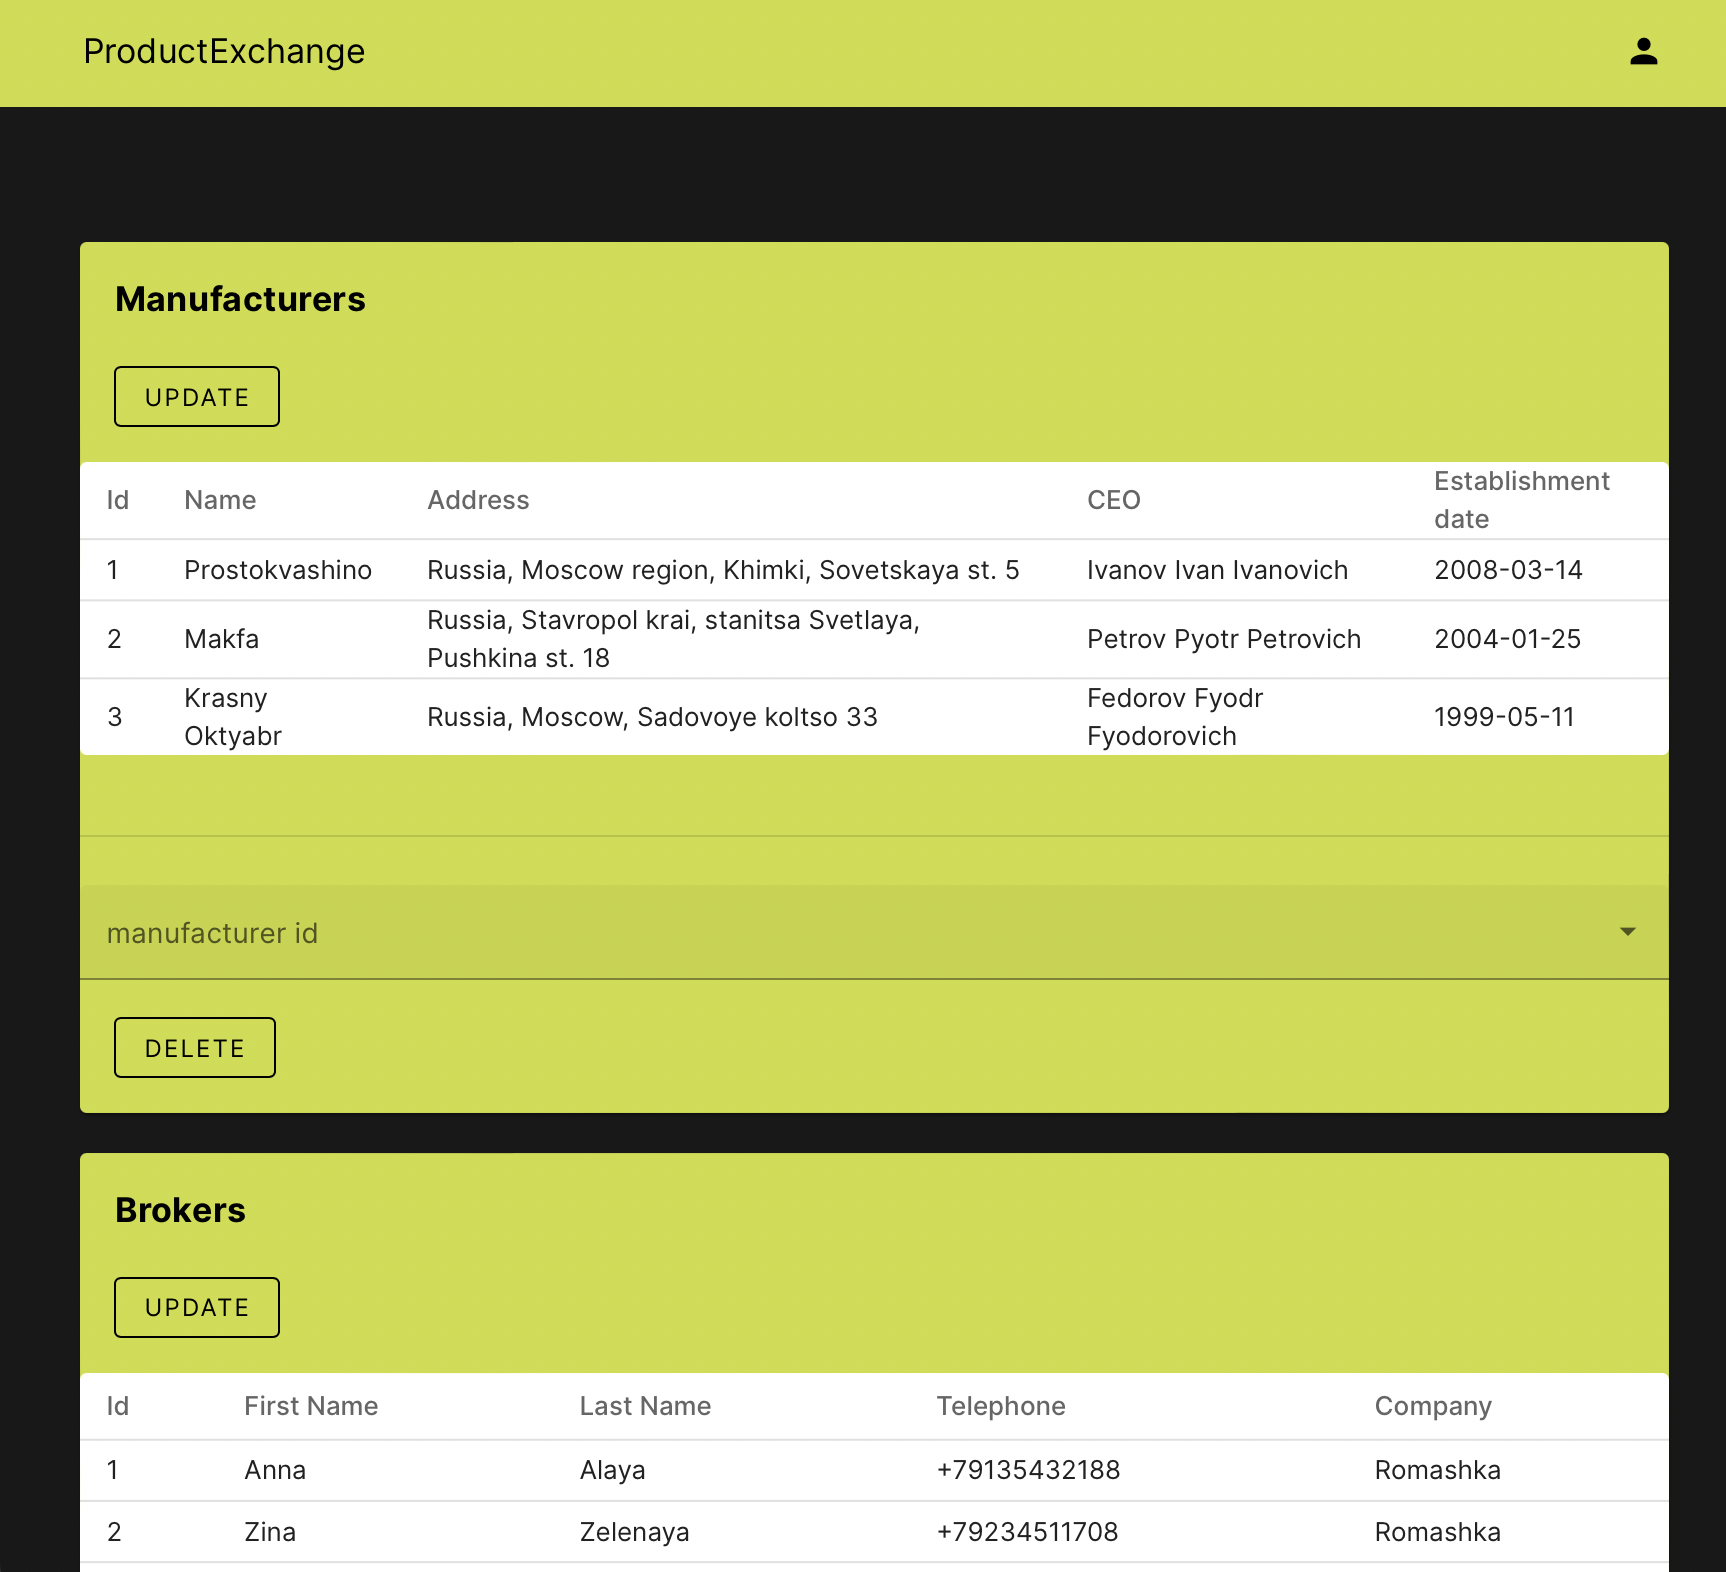 ProductExchange
Manufacturers
UPDATE
Id Name Address CEO Establishment date
1 Prostokvashino Russia, Moscow region, Khimki, Sovetskaya st. 5 Ivanov Ivan Ivanovich 2008-03-14
2 Makfa Russia, Stavropol krai, stanitsa Svetlaya, Pushkina st. 18 Petrov Pyotr Petrovich 2004-01-25
3 Krasny Oktyabr Russia, Moscow, Sadovoye koltso 33 Fedorov Fyodr Fyodorovich 1999-05-11
manufacturer id
DELETE
Brokers
UPDATE
Id First Name Last Name Telephone Company
1 Anna Alaya +79135432188 Romashka
2 Zina Zelenaya +79234511708 Romashka